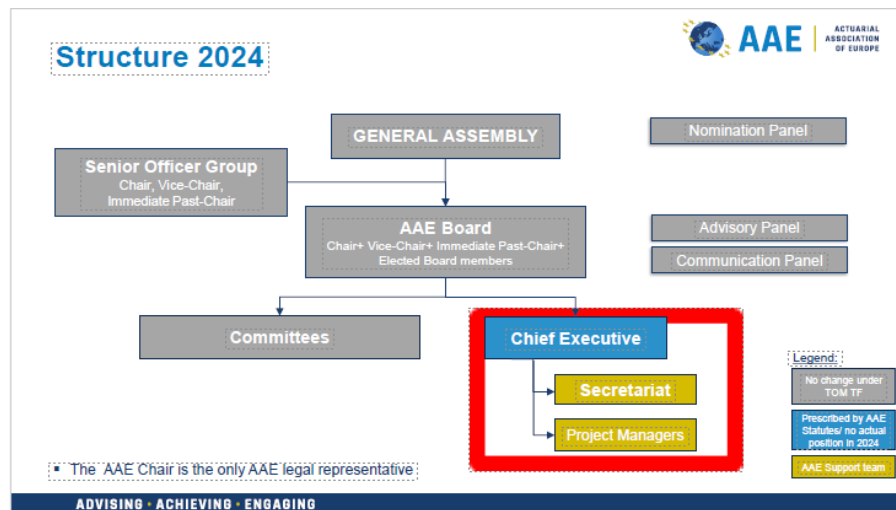 Structure 2024
AAE
ACTUARIAL
ASSOCIATION
OF EUROPE
GENERAL ASSEMBLY
Nomination Panel
Senior Officer Group
Chair, Vice-Chair,
Immediate Past-Chair
AAE Board
Chair+ Vice-Chair+ Immediate Past-Chair+
Elected Board members
Advisory Panel
Communication Panel
Committees
Chief Executive
Secretariat
Project Managers
Legend:
No change under
TOM TF
Prescribed by AAE
Statutes/ no actual
position in 2024
AAE Support team
▪ The AAE Chair is the only AAE legal representative
ADVISING · ACHIEVING · ENGAGING